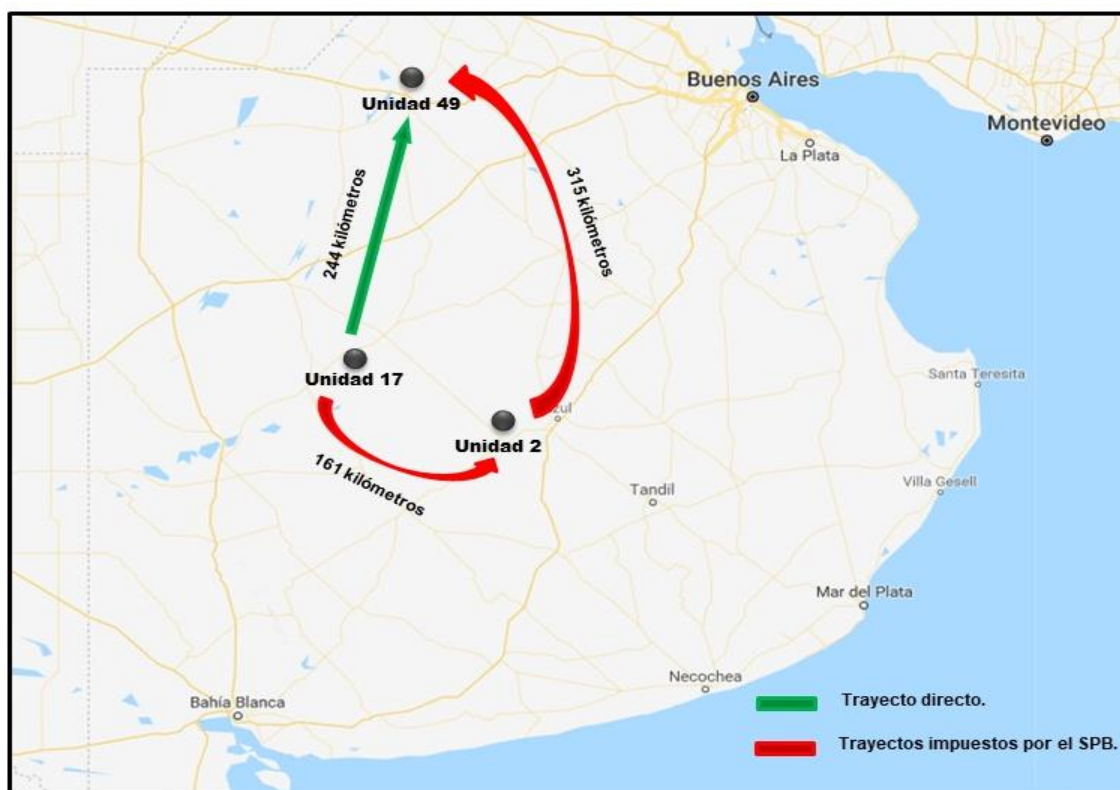 Unidad 49
Buenos Aires
Montevideo
La Plata
315 kilómetros
244 kilómetros
Unidad 17
Santa Teresita
zul
Unidad 2
161 kilómetros
Tandil
Villa Gesell
Mar del Plata
Necochea
Bahía Blanca
Trayecto directo.
Trayectos impuestos por el SPB.